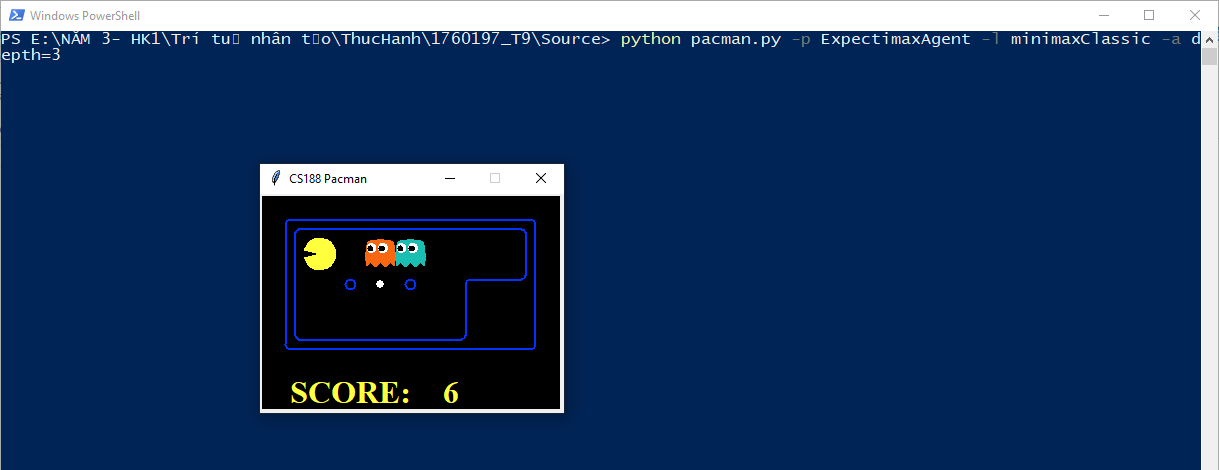 Windows PowerShell
PS E:\NĂM 3- HK1\Trí tu▯ nhân t▯o\ThucHanh\1760197_T9\Source> python pacman.py -p ExpectimaxAgent -l minimaxClassic -a d
epth=3
CS188 Pacman
SCORE: 6